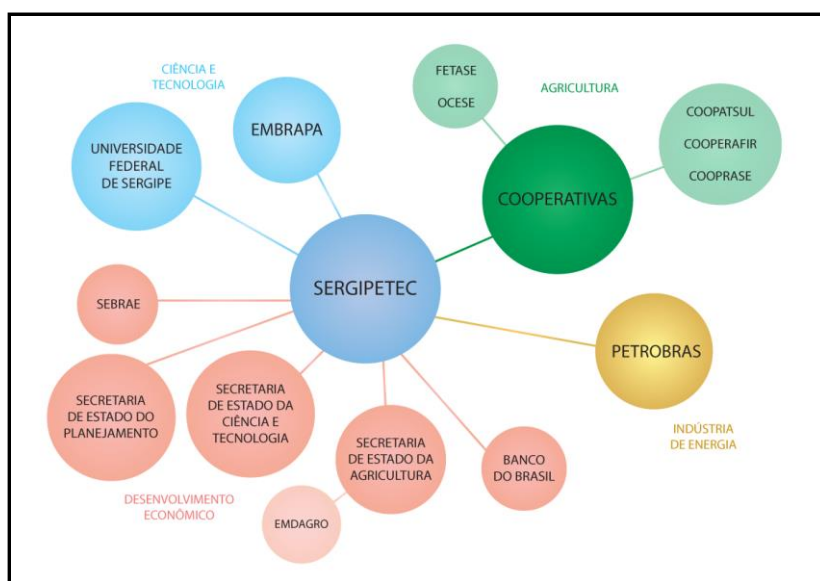 CIÊNCIA E
TECNOLOGIA
UNIVERSIDADE
FEDERAL
DE SERGIPE
EMBRAPA
FETASE
OCESE
AGRICULTURA
COOPATSUL
COOPERAFIR
COOPRASE
COOPERATIVAS
SERGIPETEC
SEBRAE
PETROBRAS
SECRETARIA
DE ESTADO DO
PLANEJAMENTO
SECRETARIA
DE ESTADO DA
CIÊNCIA E
TECNOLOGIA
SECRETARIA
DE ESTADO DA
AGRICULTURA
BANCO
DO BRASIL
INDÚSTRIA
DE ENERGIA
DESENVOLVIMENTO
ECONÔMICO
EMDAGRO